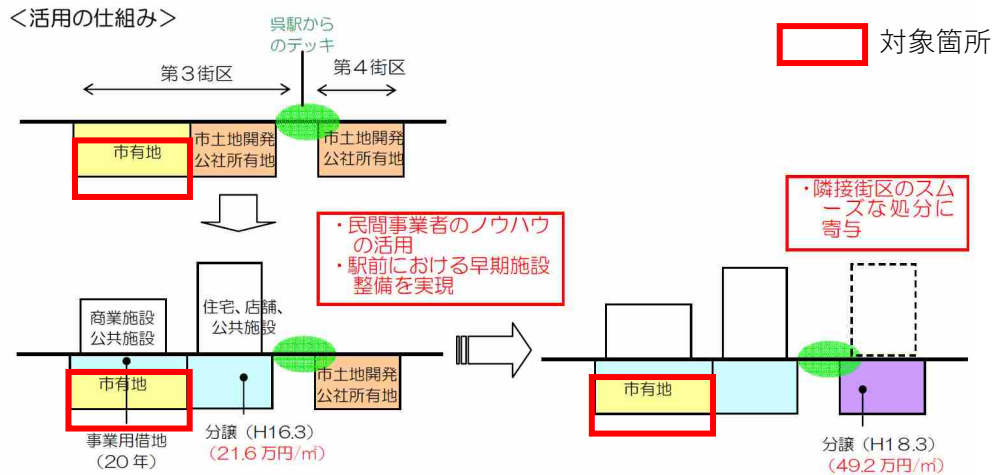 ＜活用の仕組み＞
呉駅から
のデッキ
対象箇所
第3街区
第4街区
市有地
市土地開発
公社所有地
市土地開発
公社所有地
・民間事業者のノウハウ
の活用
・駅前における早期施設
整備を実現
・隣接街区のスム
ーズな処分に
寄与
商業施設
公共施設
住宅、店舗、
公共施設
市有地
市土地開発
公社所有地
事業用借地
（20年）
分譲（H16.3）
（21.6万円/㎡）
市有地
分譲（H18.3）
（49.2万円/㎡）